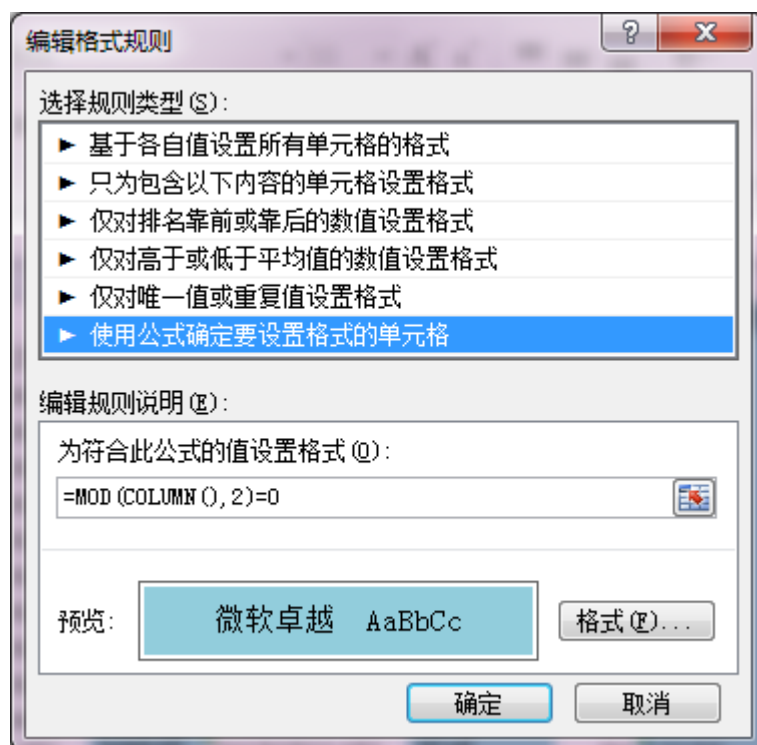 编辑格式规则
选择规则类型(S):
► 基于各自值设置所有单元格的格式
► 只为包含以下内容的单元格设置格式
► 仅对排名靠前或靠后的数值设置格式
► 仅对高于或低于平均值的数值设置格式
► 仅对唯一值或重复值设置格式
► 使用公式确定要设置格式的单元格
编辑规则说明(E):
为符合此公式的值设置格式(O):
=MOD(COLUMN(),2)=0
预览: 微软卓越 AaBbCc 格式(F)...
确定 取消